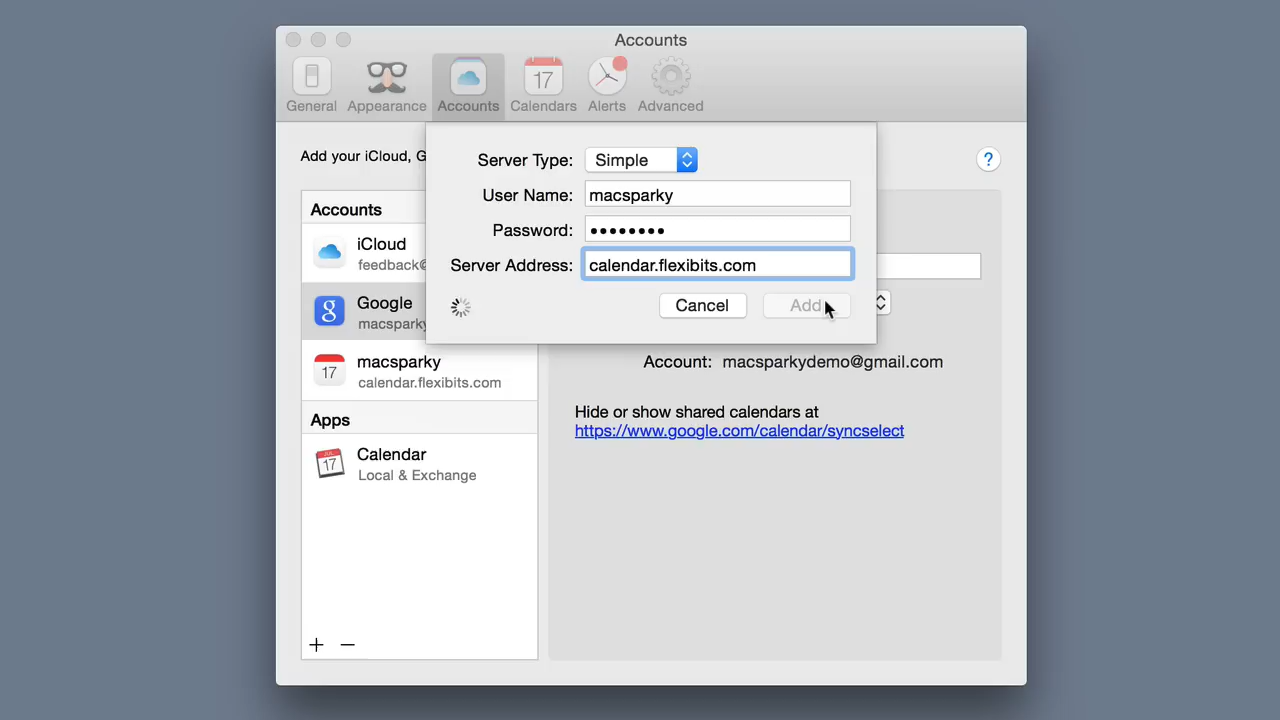 Accounts
General Appearance Accounts 17 Calendars Alerts Advanced
Add your iCloud, G
?
Server Type: Simple
User Name: macsparky
Password: ●●●●●●●●
Server Address: calendar.flexibits.com
Cancel Add
Accounts
iCloud
feedback@
g Google
macsparky
17 macsparky
calendar.flexibits.com
Apps
JUL 17 Calendar
Local & Exchange
Account: macsparkydemo@gmail.com
Hide or show shared calendars at
https://www.google.com/calendar/syncselect
+ −